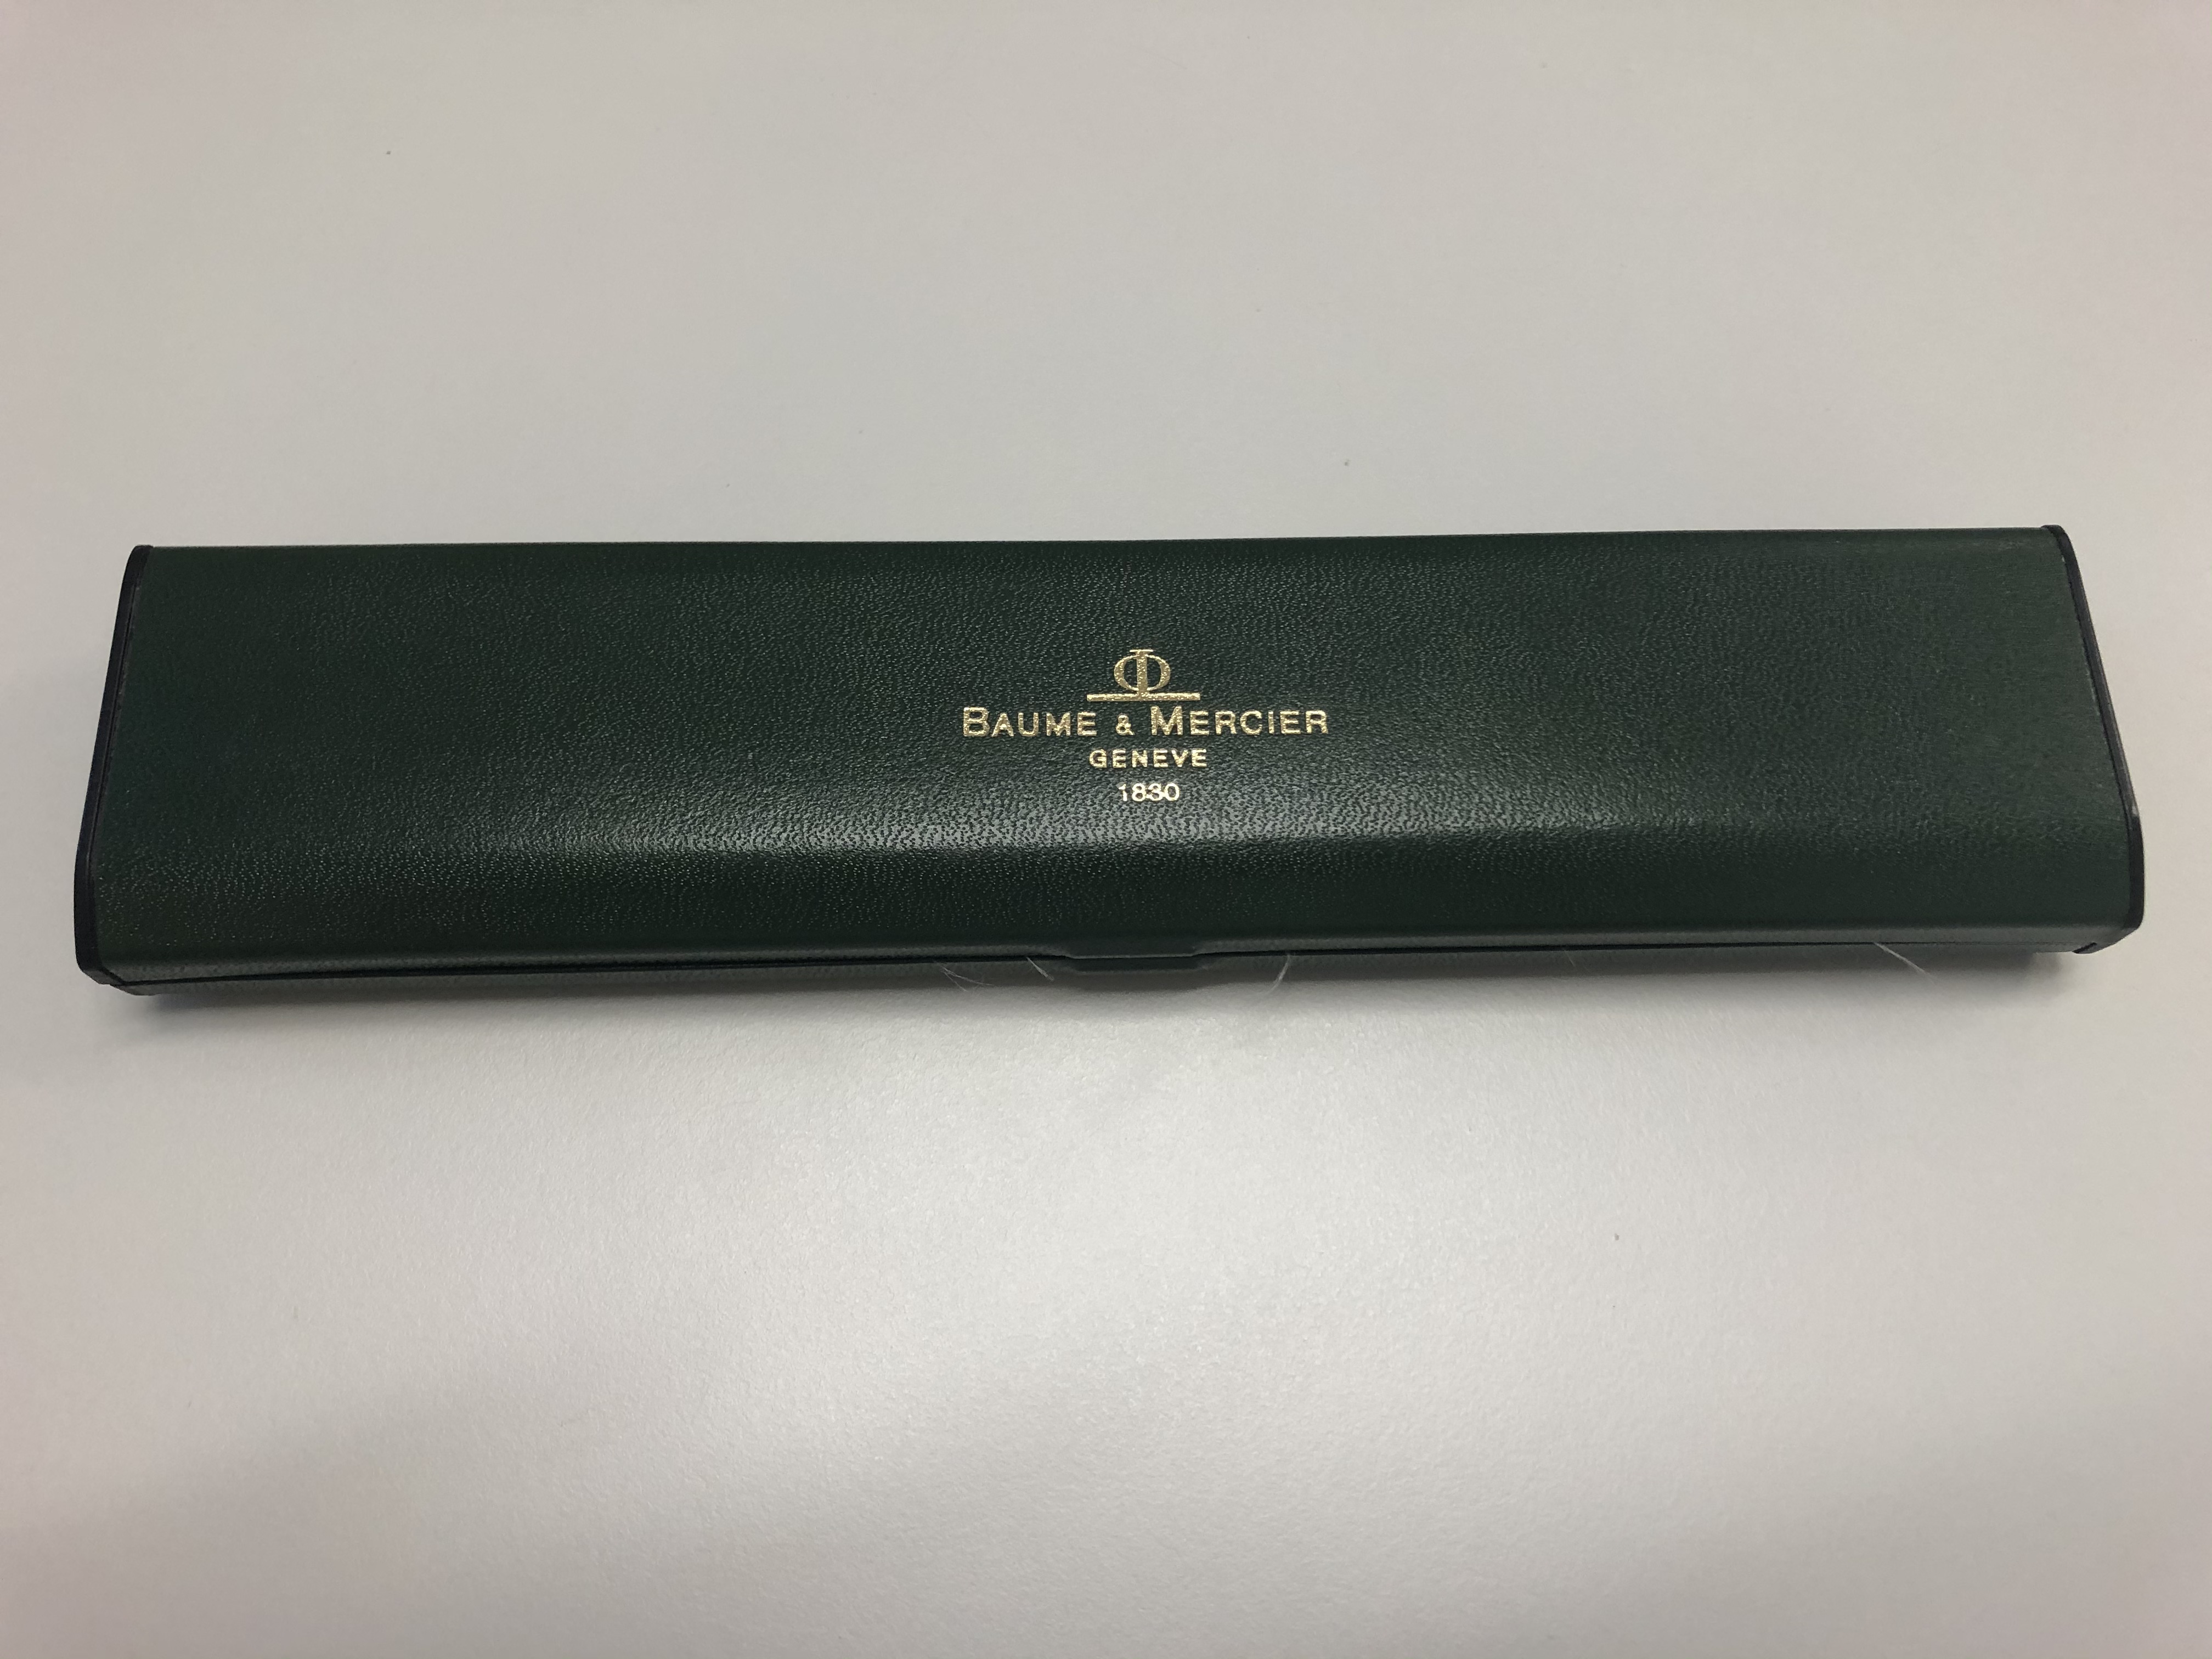 BAUME & MERCIER
GENEVE
1830